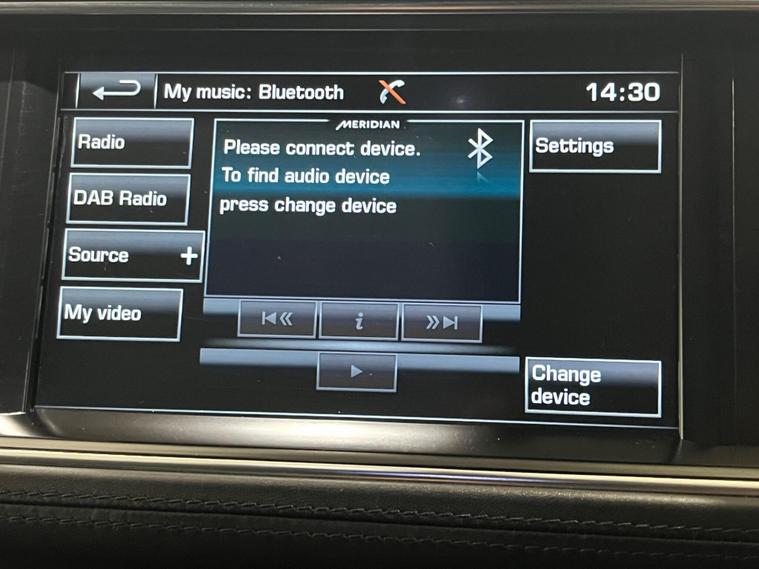 My music: Bluetooth
14:30
Radio
DAB Radio
Source +
My video
MERIDIAN
Please connect device.
To find audio device
press change device
i
Settings
Change
device